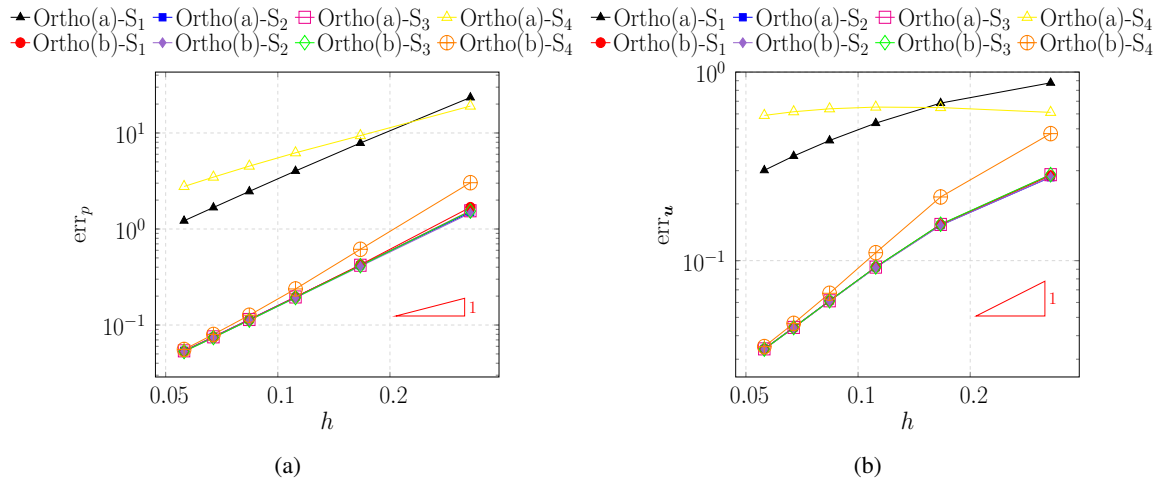 Ortho(a)-S1 Ortho(a)-S2 Ortho(a)-S3 Ortho(a)-S4
Ortho(b)-S1 Ortho(b)-S2 Ortho(b)-S3 Ortho(b)-S4
10^1
10^0
10^−1
err_p
1
0.05 0.1 0.2
h
(a)
Ortho(a)-S1 Ortho(a)-S2 Ortho(a)-S3 Ortho(a)-S4
Ortho(b)-S1 Ortho(b)-S2 Ortho(b)-S3 Ortho(b)-S4
10^0
10^−1
err_u
1
0.05 0.1 0.2
h
(b)